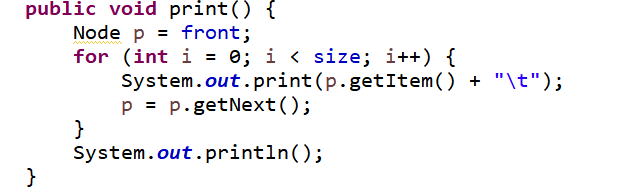 public void print() {
    Node p = front;
    for (int i = 0; i < size; i++) {
        System.out.print(p.getItem() + "\t");
        p = p.getNext();
    }
    System.out.println();
}